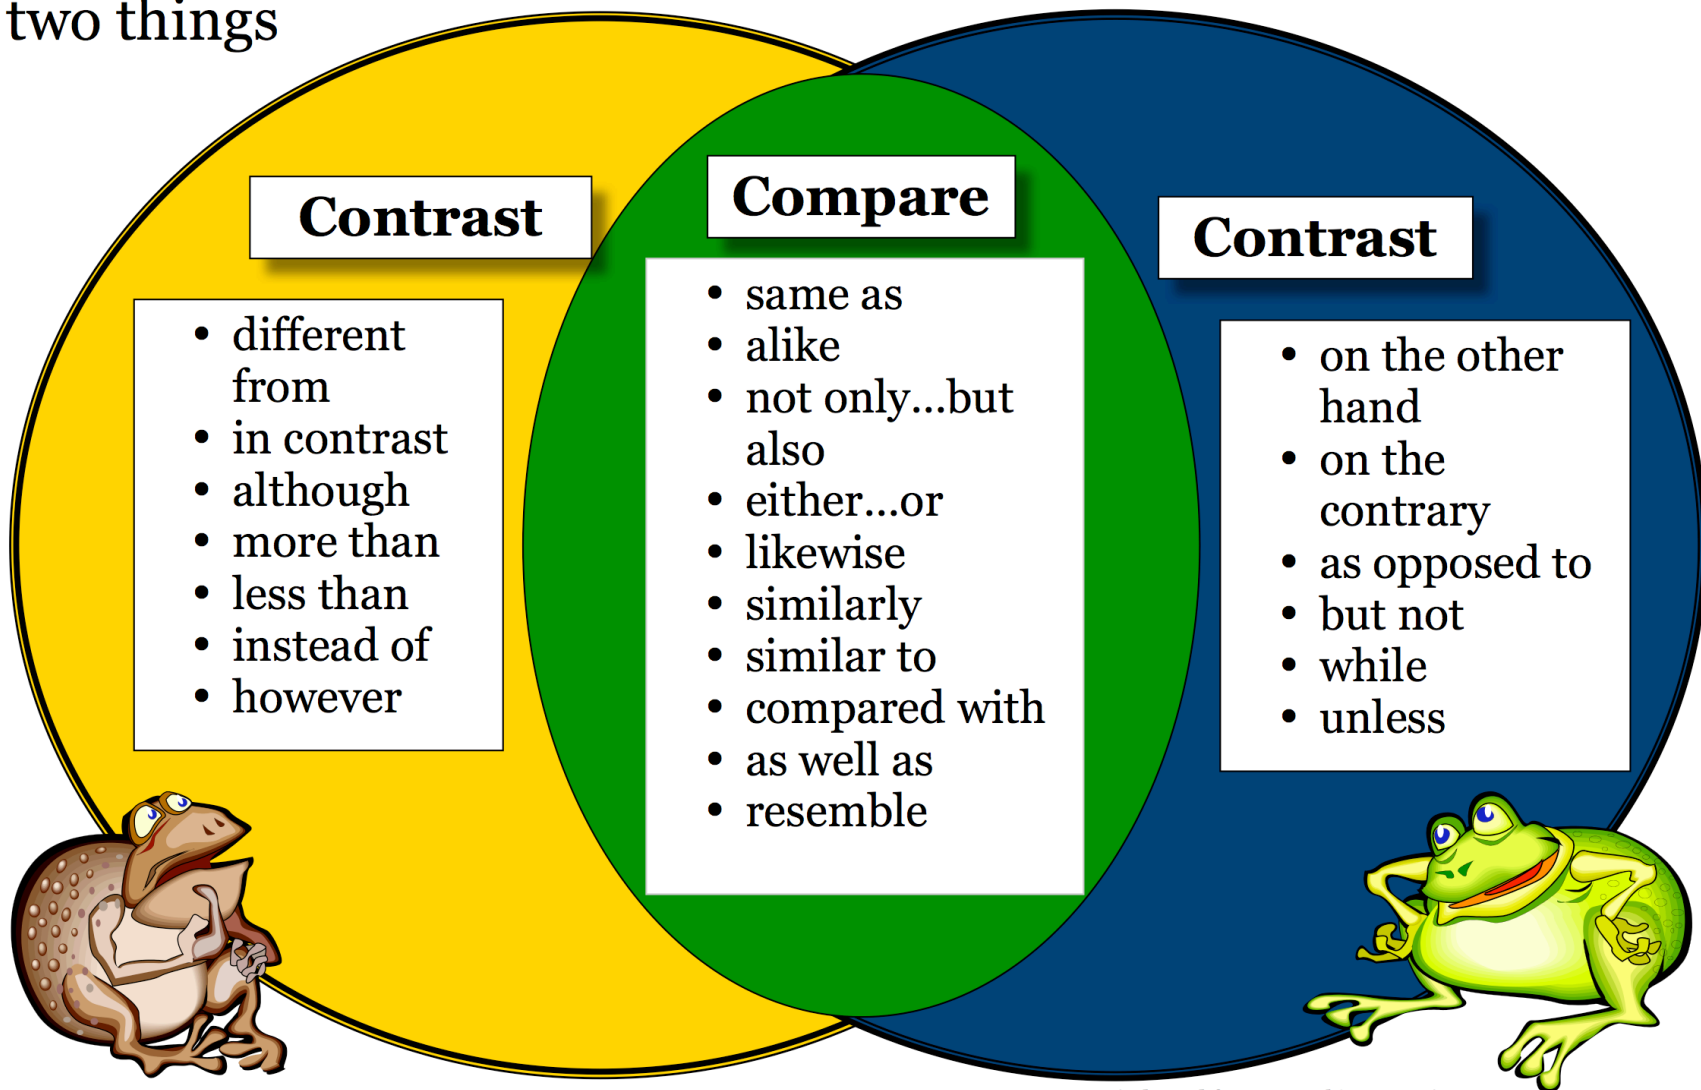 two things
Contrast
different
from
in contrast
although
more than
less than
instead of
however
Compare
same as
alike
not only...but
also
either...or
likewise
similarly
similar to
compared with
as well as
resemble
Contrast
on the other
hand
on the
contrary
as opposed to
but not
while
unless